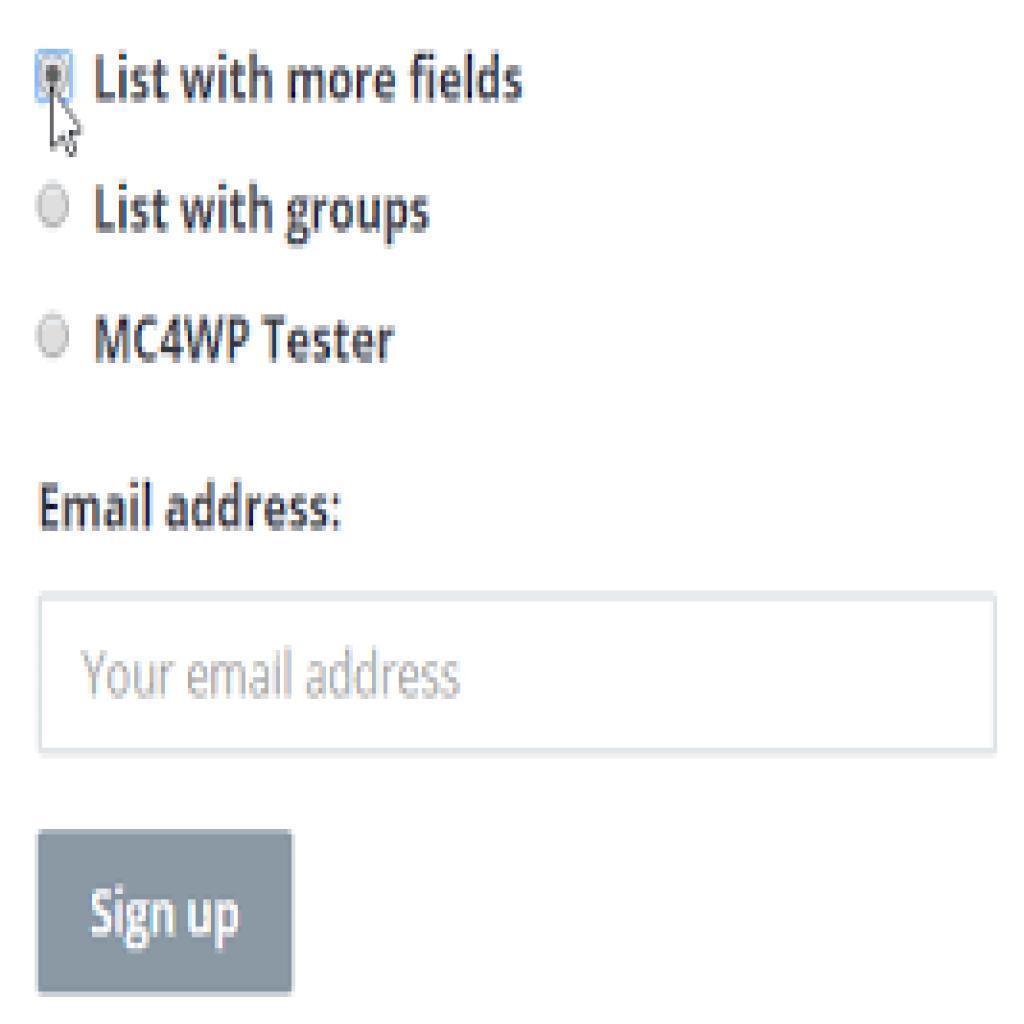 List with more fields
List with groups
MC4WP Tester
Email address:
Your email address
Sign up